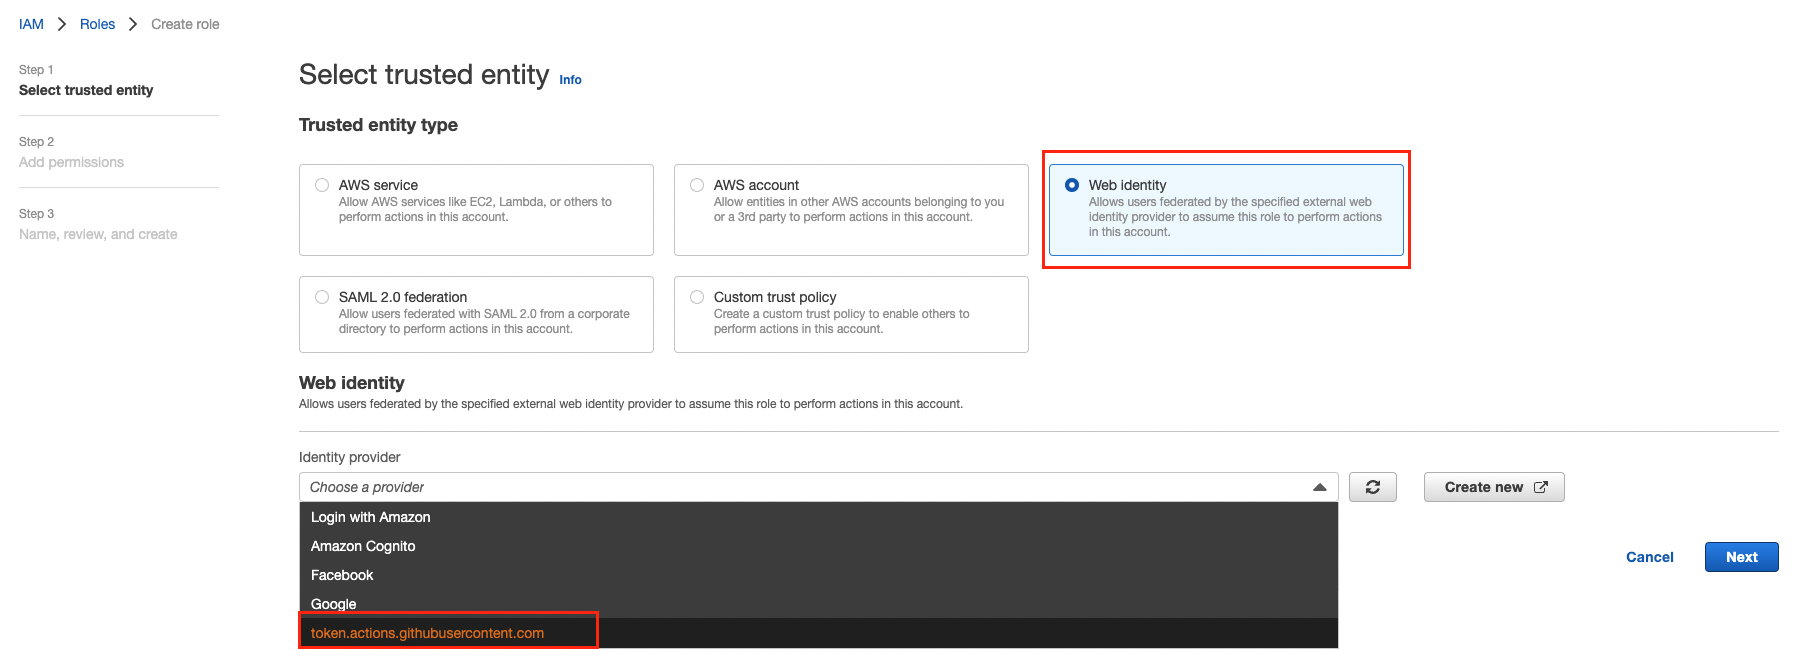 IAM > Roles > Create role
Step 1
Select trusted entity
Step 2
Add permissions
Step 3
Name, review, and create
Select trusted entity Info
Trusted entity type
AWS service
Allow AWS services like EC2, Lambda, or others to
perform actions in this account.
AWS account
Allow entities in other AWS accounts belonging to you
or a 3rd party to perform actions in this account.
Web identity
Allows users federated by the specified external web
identity provider to assume this role to perform actions
in this account.
SAML 2.0 federation
Allow users federated with SAML 2.0 from a corporate
directory to perform actions in this account.
Custom trust policy
Create a custom trust policy to enable others to
perform actions in this account.
Web identity
Allows users federated by the specified external web identity provider to assume this role to perform actions in this account.
Identity provider
Choose a provider
Create new
Login with Amazon
Amazon Cognito
Facebook
Google
token.actions.githubusercontent.com
Cancel
Next